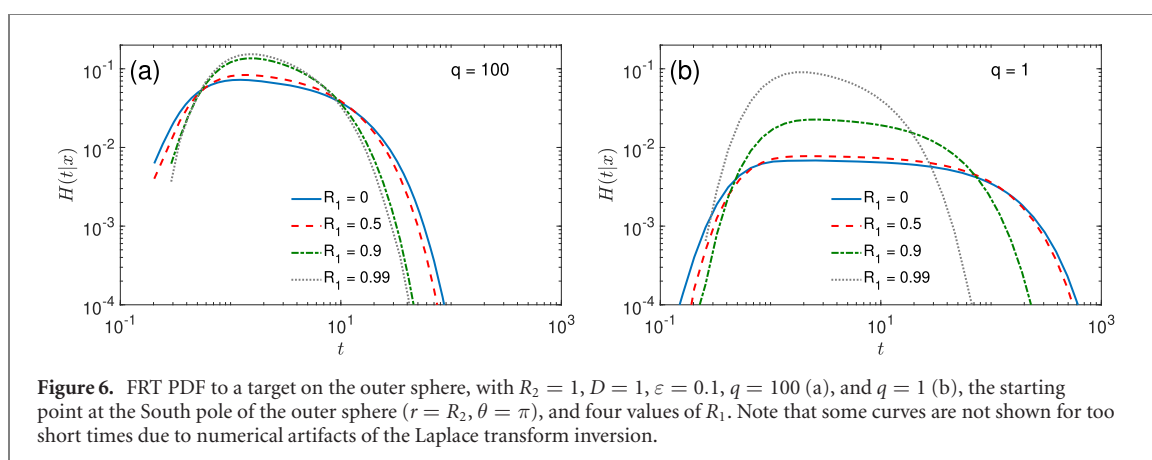 (a)
q = 100
10^-1
10^-2
10^-3
10^-4
H(t|x)
R_1 = 0
R_1 = 0.5
R_1 = 0.9
R_1 = 0.99
10^-1
10^1
10^3
t
(b)
q = 1
10^-1
10^-2
10^-3
10^-4
H(t|x)
R_1 = 0
R_1 = 0.5
R_1 = 0.9
R_1 = 0.99
10^-1
10^1
10^3
t
Figure 6. FRT PDF to a target on the outer sphere, with R_2 = 1, D = 1, ε = 0.1, q = 100 (a), and q = 1 (b), the starting
point at the South pole of the outer sphere (r = R_2, θ = π), and four values of R_1. Note that some curves are not shown for too
short times due to numerical artifacts of the Laplace transform inversion.